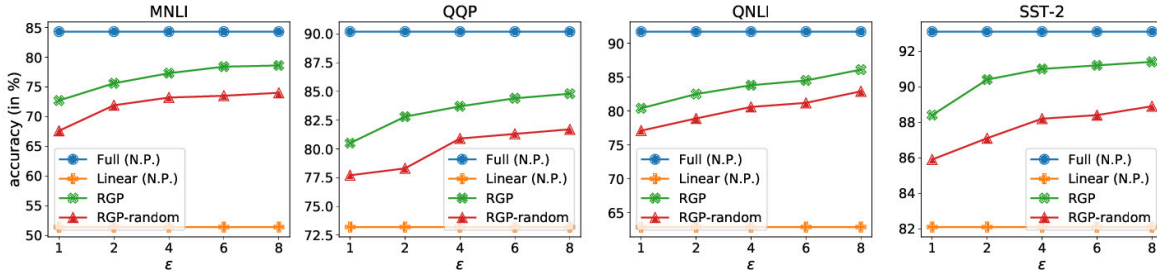 MNLI
accuracy (in %)
85
80
75
70
65
60
55
50
Full (N.P.)
Linear (N.P.)
RGP
RGP-random
1 2 4 6 8
ε
QQP
90.0
87.5
85.0
82.5
80.0
77.5
75.0
72.5
Full (N.P.)
Linear (N.P.)
RGP
RGP-random
1 2 4 6 8
ε
QNLI
90
85
80
75
70
65
Full (N.P.)
Linear (N.P.)
RGP
RGP-random
1 2 4 6 8
ε
SST-2
92
90
88
86
84
82
Full (N.P.)
Linear (N.P.)
RGP
RGP-random
1 2 4 6 8
ε